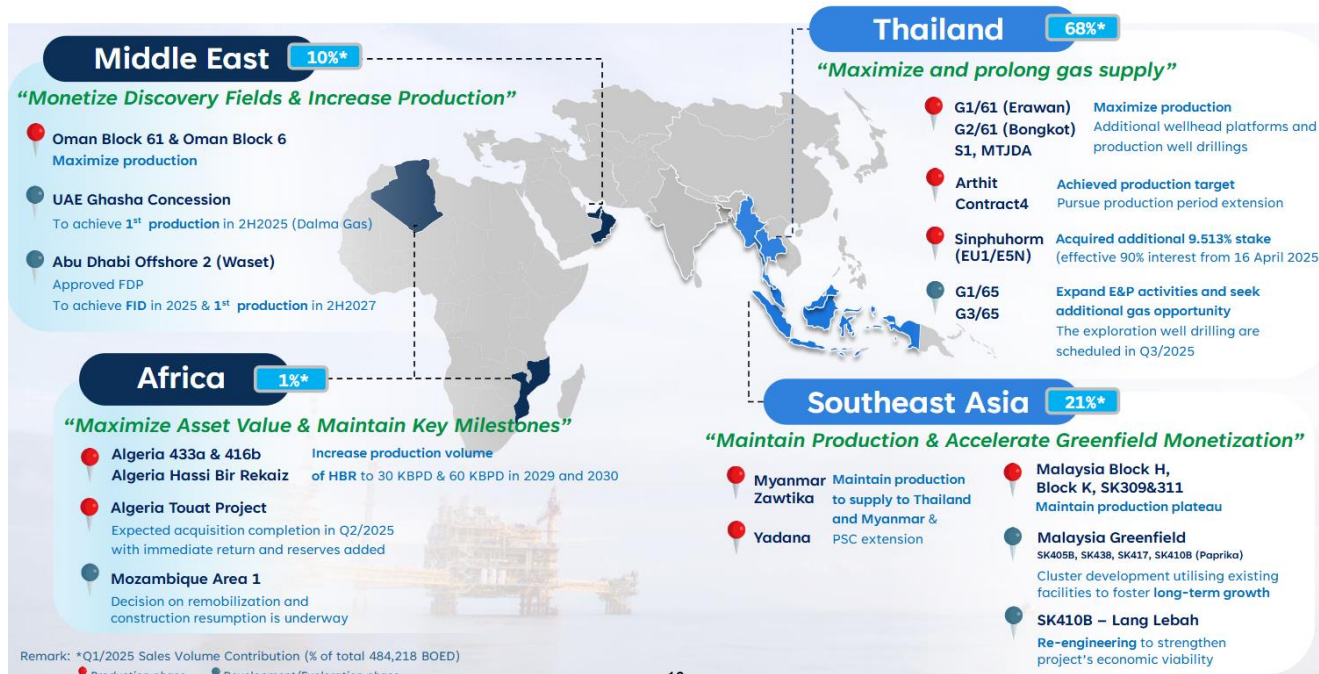 Middle East 10%*
“Monetize Discovery Fields & Increase Production”
Oman Block 61 & Oman Block 6
Maximize production
UAE Ghasha Concession
To achieve 1st production in 2H2025 (Dalma Gas)
Abu Dhabi Offshore 2 (Waset)
Approved FDP
To achieve FID in 2025 & 1st production in 2H2027
Africa 1%*
“Maximize Asset Value & Maintain Key Milestones”
Algeria 433a & 416b
Algeria Hassi Bir Rekaiz
Increase production volume
of HBR to 30 KBPD & 60 KBPD in 2029 and 2030
Algeria Touat Project
Expected acquisition completion in Q2/2025
with immediate return and reserves added
Mozambique Area 1
Decision on remobilization and
construction resumption is underway
Thailand 68%*
“Maximize and prolong gas supply”
G1/61 (Erawan)
G2/61 (Bongkot)
S1, MTJDA
Maximize production
Additional wellhead platforms and
production well drillings
Arthit
Contract4
Achieved production target
Pursue production period extension
Sinphuhorm
(EU1/E5N)
Acquired additional 9.513% stake
(effective 90% interest from 16 April 2025
G1/65
G3/65
Expand E&P activities and seek
additional gas opportunity
The exploration well drilling are
scheduled in Q3/2025
Southeast Asia 21%*
“Maintain Production & Accelerate Greenfield Monetization”
Myanmar
Zawtika
Yadana
Maintain production
to supply to Thailand
and Myanmar &
PSC extension
Malaysia Block H,
Block K, SK309&311
Maintain production plateau
Malaysia Greenfield
SK405B, SK438, SK417, SK410B (Paprika)
Cluster development utilising existing
facilities to foster long-term growth
SK410B – Lang Lebah
Re-engineering to strengthen
project's economic viability
Remark: *Q1/2025 Sales Volume Contribution (% of total 484,218 BOED)
Production phase Development/Exploration phase